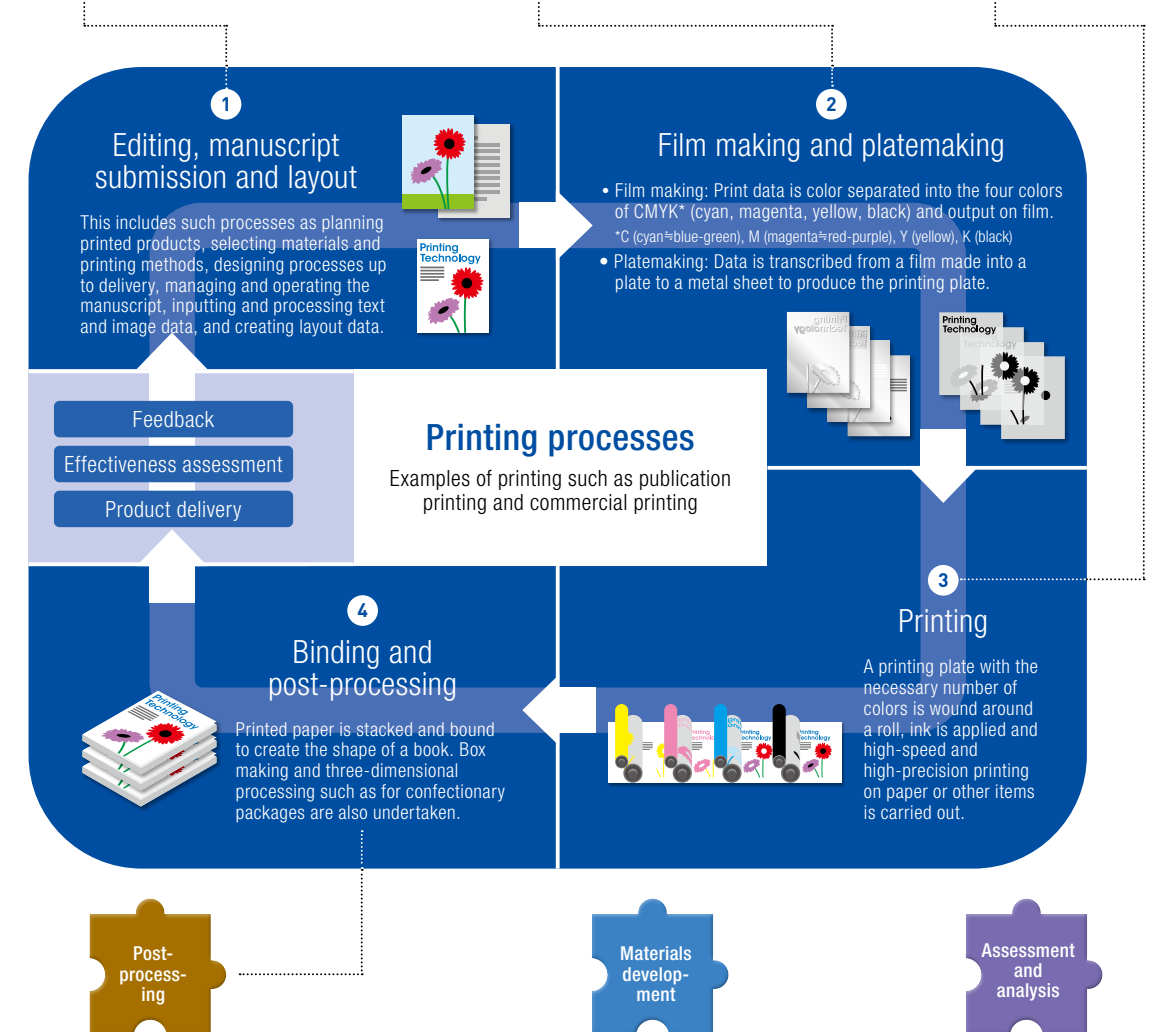 1
Editing, manuscript
submission and layout
This includes such processes as planning
printed products, selecting materials and
printing methods, designing processes up
to delivery, managing and operating the
manuscript, inputting and processing text
and image data, and creating layout data.
Printing
Technology
2
Film making and platemaking
• Film making: Print data is color separated into the four colors
of CMYK* (cyan, magenta, yellow, black) and output on film.
*C (cyan≒blue-green), M (magenta≒red-purple), Y (yellow), K (black)
• Platemaking: Data is transcribed from a film made into a
plate to a metal sheet to produce the printing plate.
Printing
Technology
Printing
Technology
Printing
Technology
Feedback
Effectiveness assessment
Product delivery
Printing processes
Examples of printing such as publication
printing and commercial printing
3
Printing
A printing plate with the
necessary number of
colors is wound around
a roll, ink is applied and
high-speed and
high-precision printing
on paper or other items
is carried out.
4
Binding and
post-processing
Printed paper is stacked and bound
to create the shape of a book. Box
making and three-dimensional
processing such as for confectionary
packages are also undertaken.
Printing
Technology
Post-
process-
ing
Materials
develop-
ment
Assessment
and
analysis